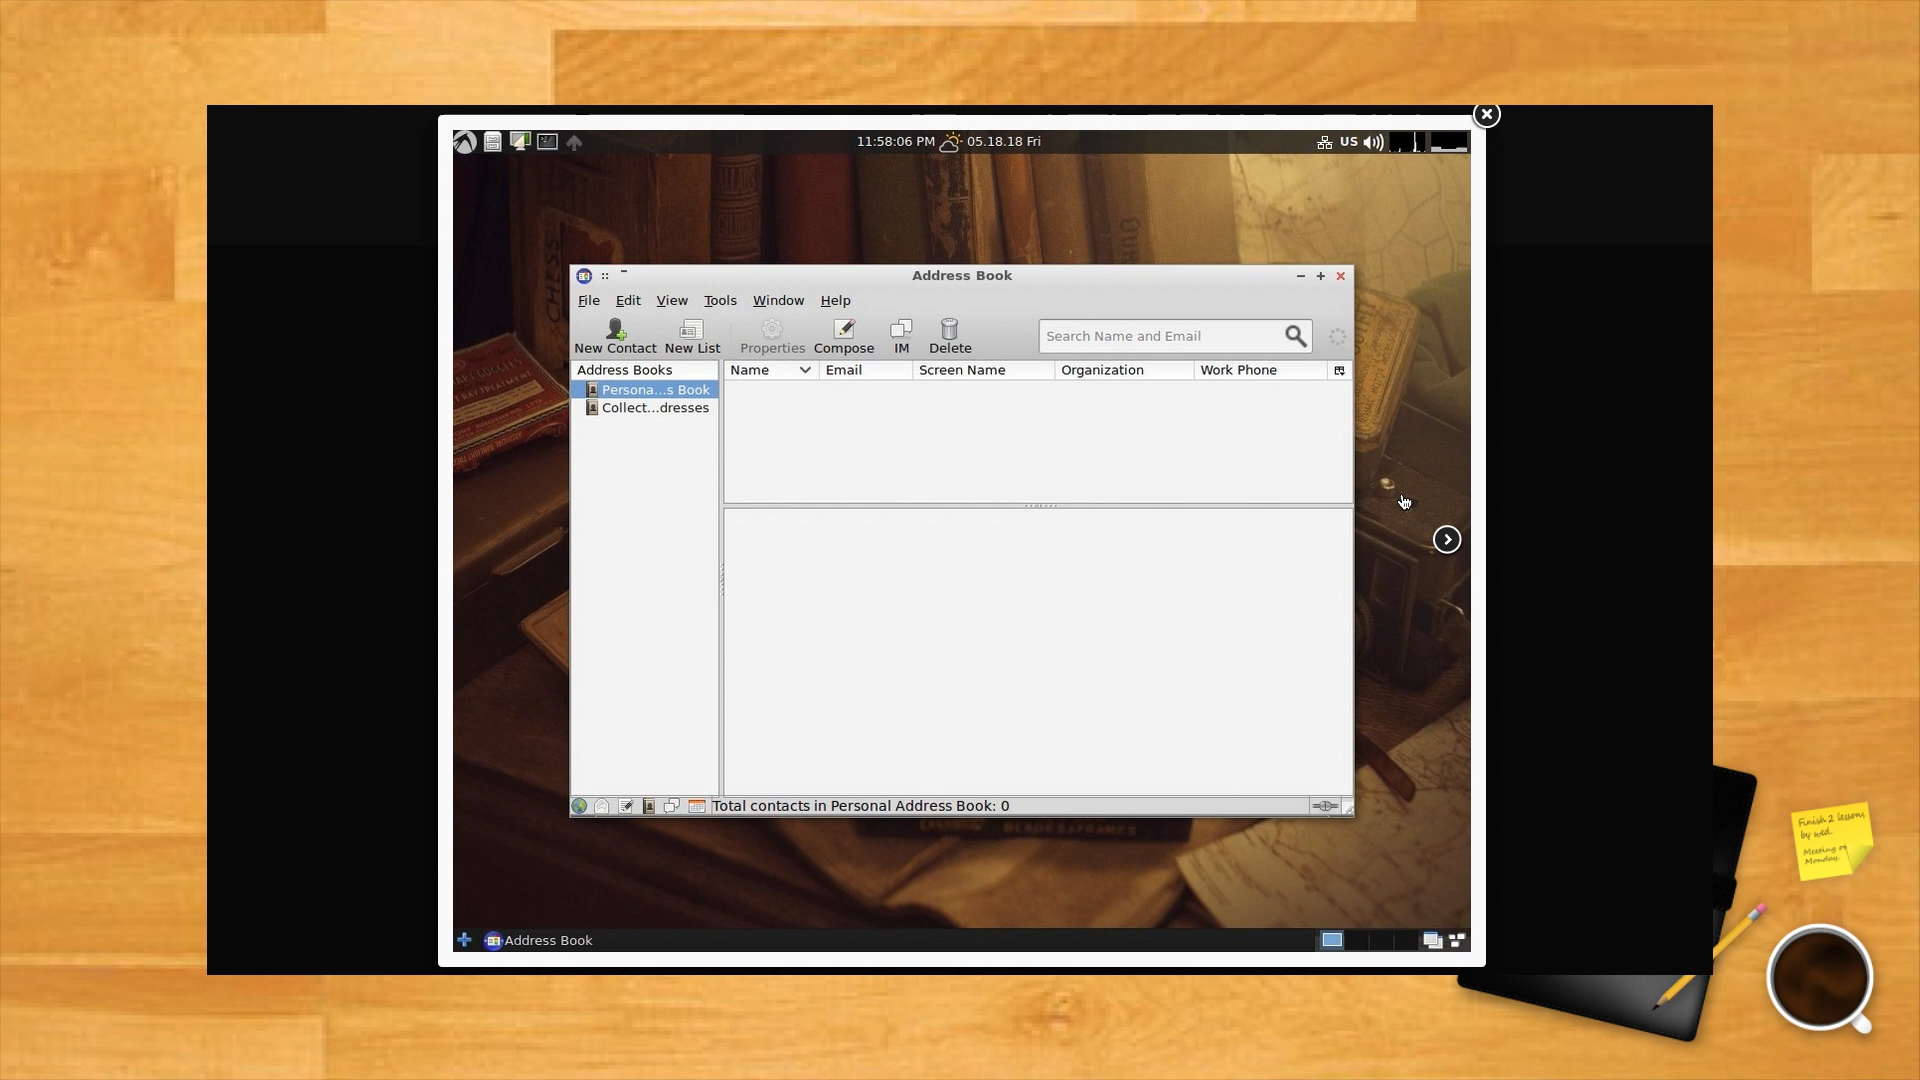 11:58:06 PM 05.18.18 Fri
US
Address Book
File Edit View Tools Window Help
New Contact New List Properties Compose IM Delete
Search Name and Email
Address Books
Name Email Screen Name Organization Work Phone
Persona...s Book
Collect...dresses
Total contacts in Personal Address Book: 0
CHESS
BLADES & FRAMES
Address Book
Finish 2 lessons
by wed.
Meeting on
Monday.